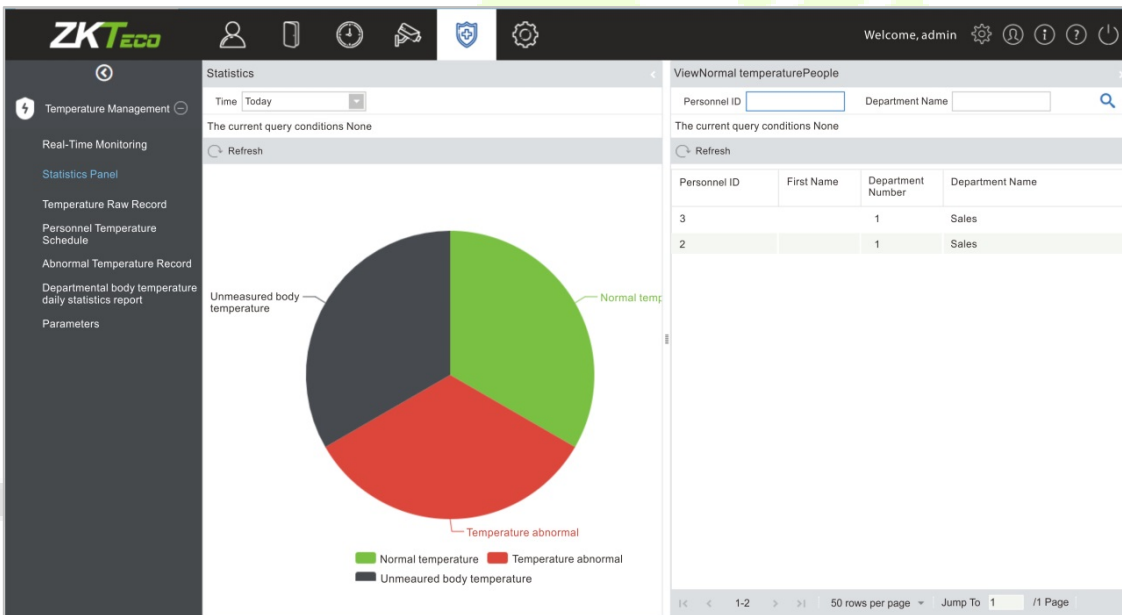 ZKTECO
Welcome, admin
Temperature Management
Real-Time Monitoring
Statistics Panel
Temperature Raw Record
Personnel Temperature
Schedule
Abnormal Temperature Record
Departmental body temperature
daily statistics report
Parameters
Statistics
Time Today
The current query conditions None
Refresh
Unmeasured body
temperature
Normal temp
Temperature abnormal
Normal temperature Temperature abnormal
Unmeaured body temperature
ViewNormal temperaturePeople
Personnel ID Department Name
The current query conditions None
Refresh
Personnel ID First Name Department Number Department Name
3 1 Sales
2 1 Sales
1-2 50 rows per page Jump To 1 /1 Page